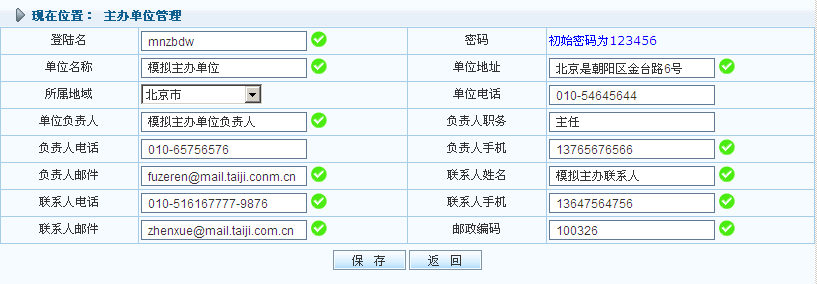 现在位置： 主办单位管理
登陆名 mnzbdw 密码 初始密码为123456
单位名称 模拟主办单位 单位地址 北京是朝阳区金台路6号
所属地域 北京市 单位电话 010-54645644
单位负责人 模拟主办单位负责人 负责人职务 主任
负责人电话 010-65756576 负责人手机 13765676566
负责人邮件 fuzeren@mail.taiji.conm.cn 联系人姓名 模拟主办联系人
联系人电话 010-516167777-9876 联系人手机 13647564756
联系人邮件 zhenxue@mail.taiji.com.cn 邮政编码 100326
保 存 返 回